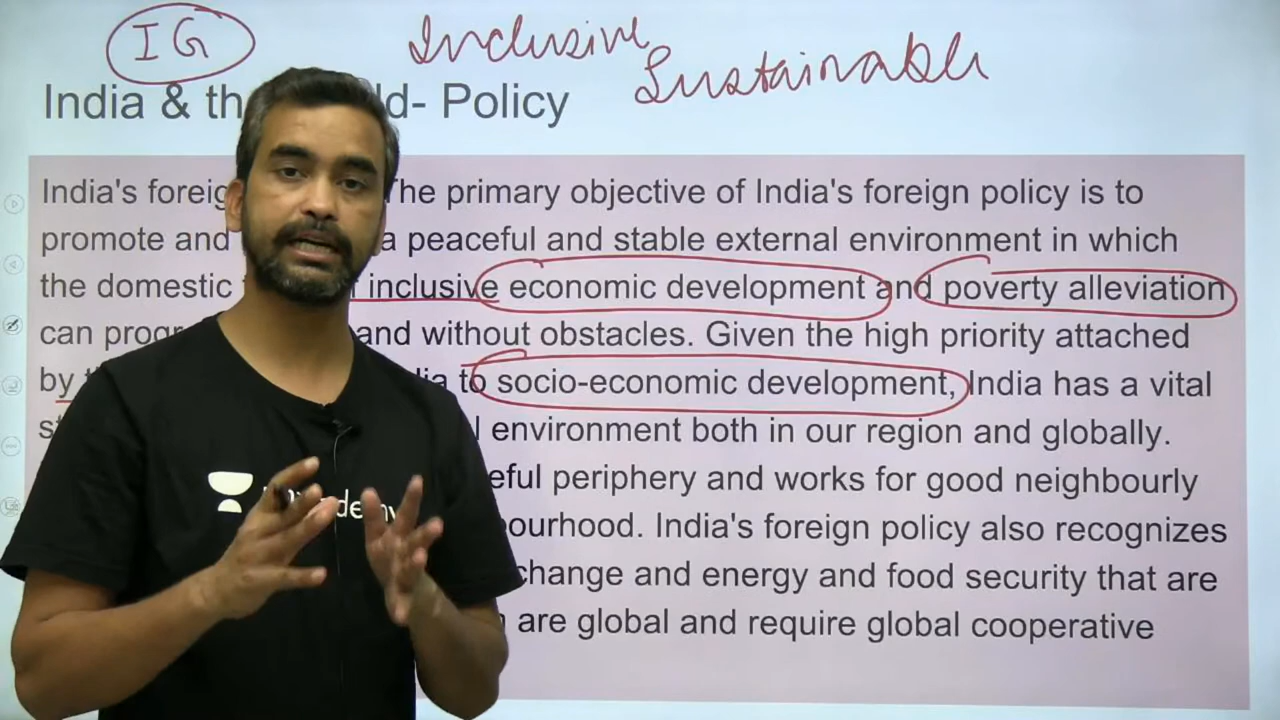 IG Inclusive
Sustainable
India & th d- Policy
India's foreig The primary objective of India's foreign policy is to
promote and a peaceful and stable external environment in which
the domestic inclusive economic development and poverty alleviation
can prog and without obstacles. Given the high priority attached
by to socio-economic development, India has a vital
environment both in our region and globally.
eful periphery and works for good neighbourly
ourhood. India's foreign policy also recognizes
change and energy and food security that are
are global and require global cooperative